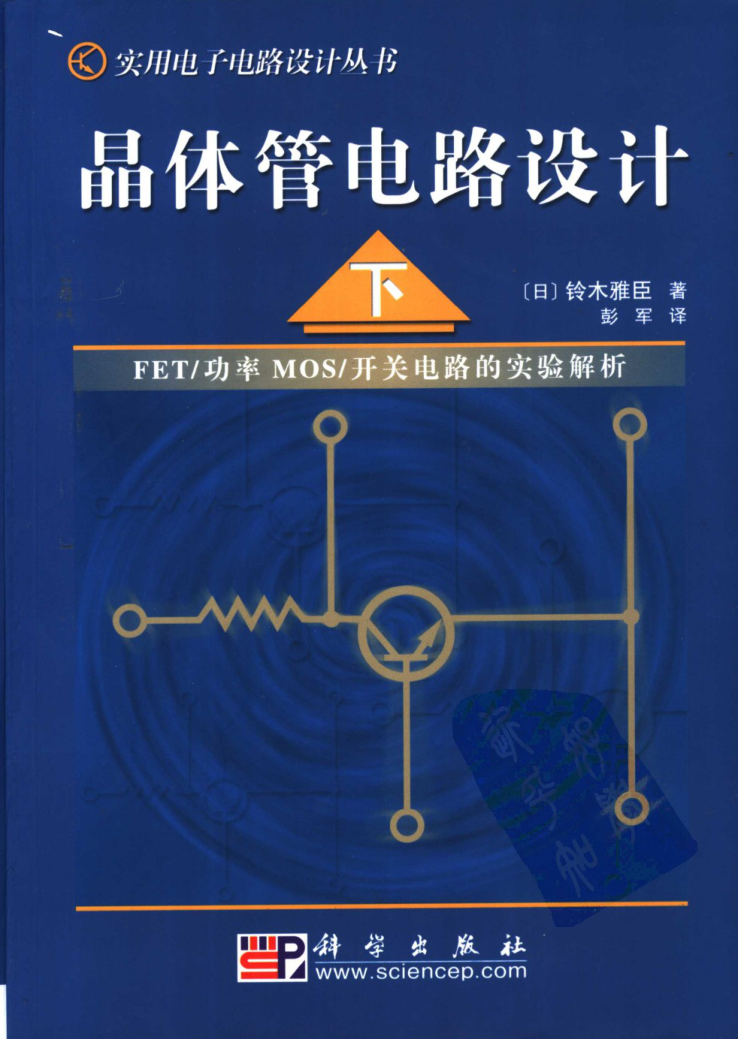 实用电子电路设计丛书
晶体管电路设计
下
〔日〕铃木雅臣 著
彭 军 译
FET/功率 MOS/开关电路的实验解析
科学出版社
www.sciencep.com